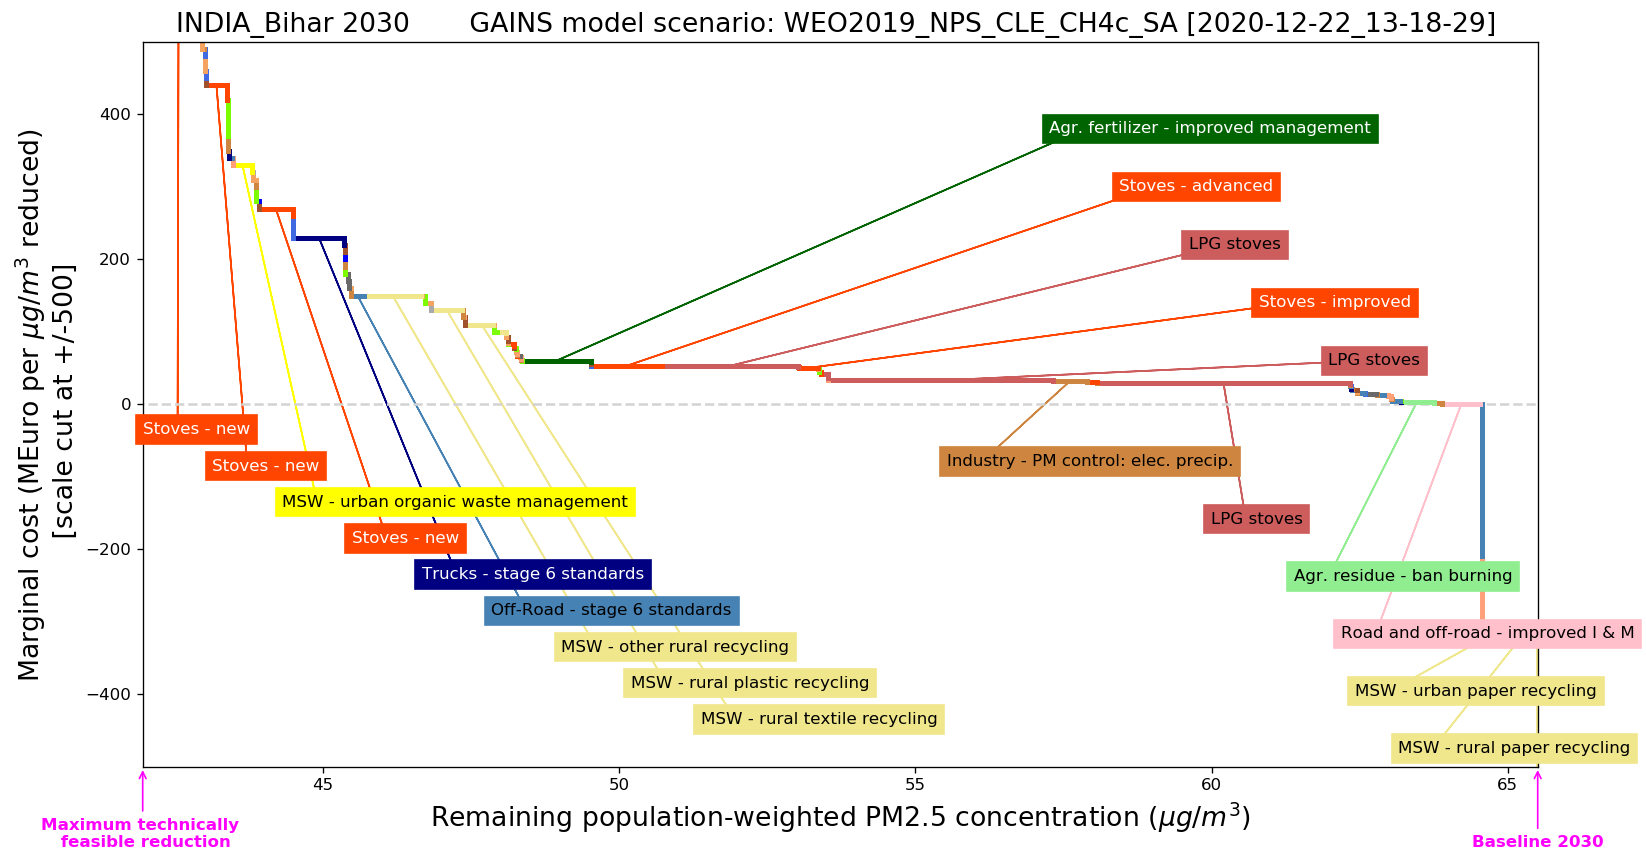 INDIA_Bihar 2030 GAINS model scenario: WEO2019_NPS_CLE_CH4c_SA [2020-12-22_13-18-29]
Marginal cost (MEuro per μg/m³ reduced)
[scale cut at +/-500]
400
200
0
−200
−400
Agr. fertilizer - improved management
Stoves - advanced
LPG stoves
Stoves - improved
LPG stoves
Stoves - new
Stoves - new
MSW - urban organic waste management
Stoves - new
Trucks - stage 6 standards
Off-Road - stage 6 standards
MSW - other rural recycling
MSW - rural plastic recycling
MSW - rural textile recycling
Industry - PM control: elec. precip.
LPG stoves
Agr. residue - ban burning
Road and off-road - improved I & M
MSW - urban paper recycling
MSW - rural paper recycling
45
50
55
60
65
Remaining population-weighted PM2.5 concentration (μg/m³)
Maximum technically
feasible reduction
Baseline 2030